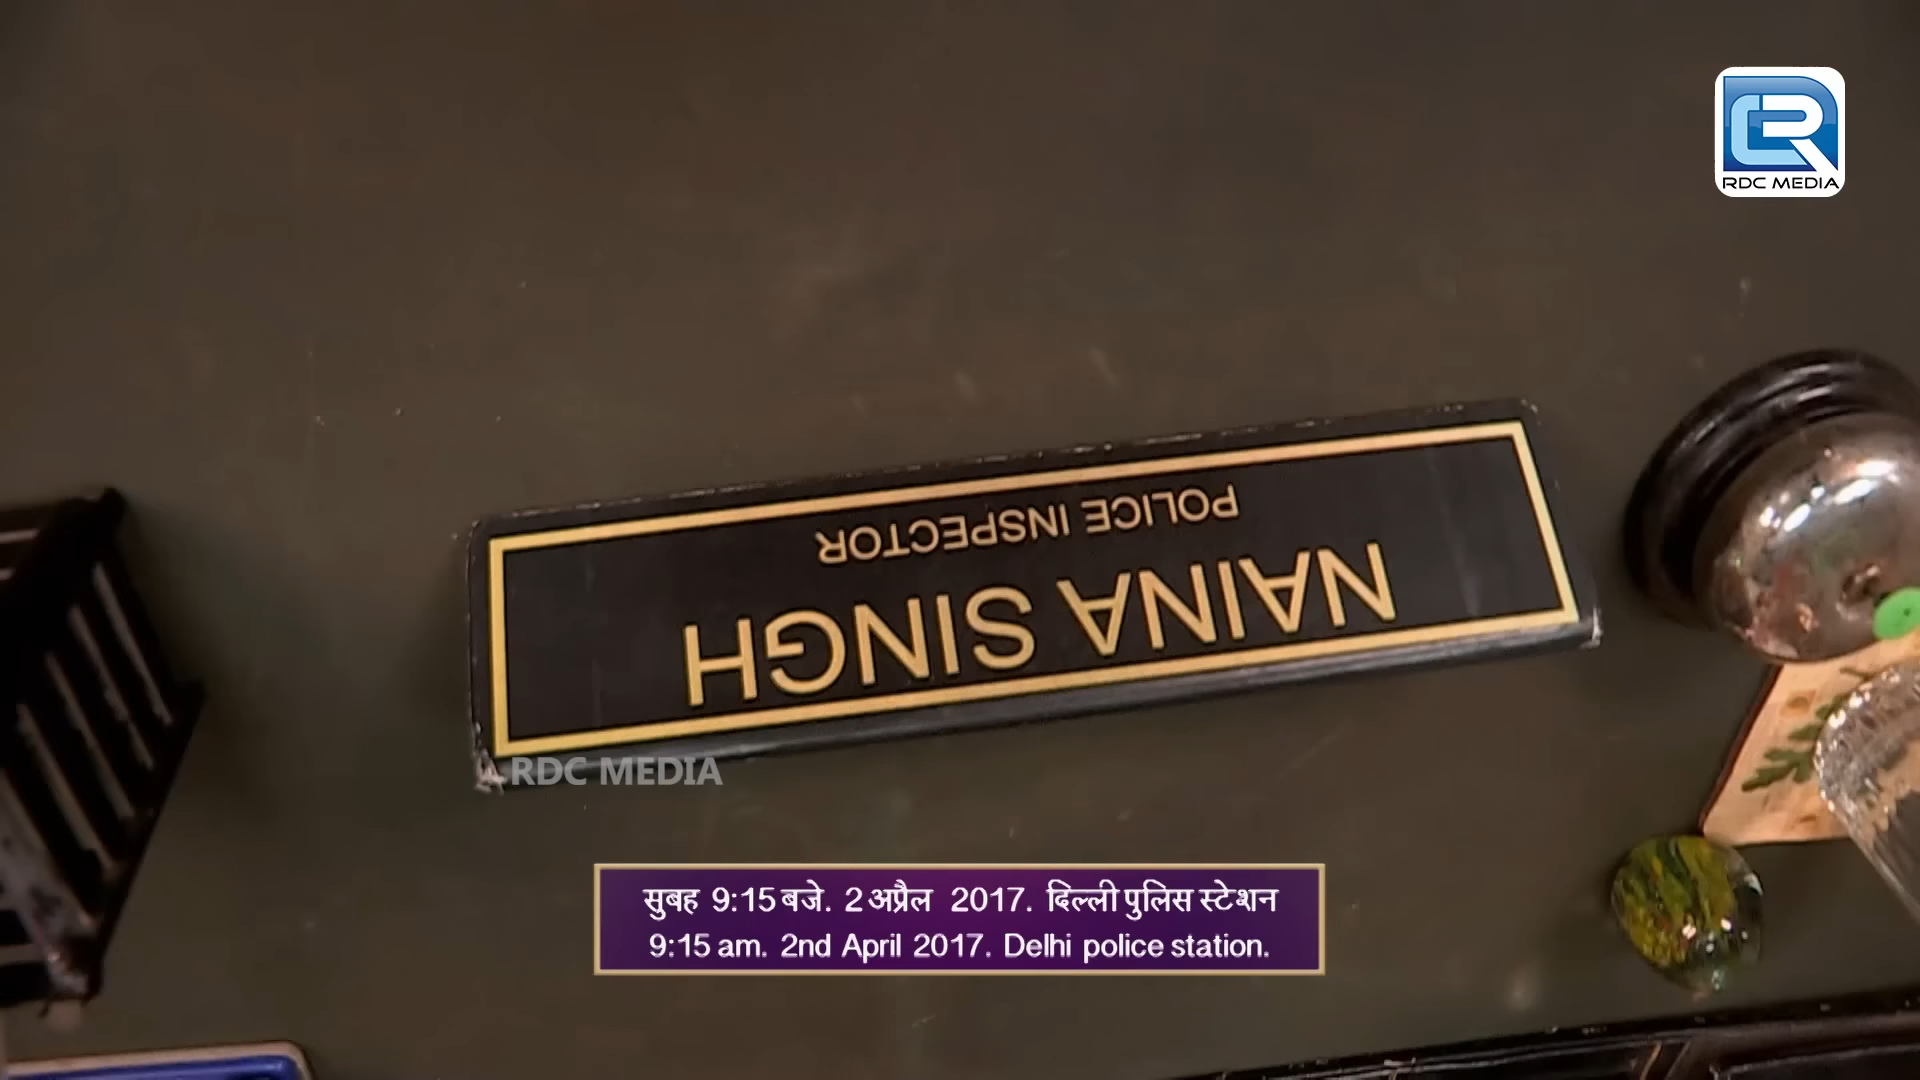 RDC MEDIA
NAINA SINGH
POLICE INSPECTOR
RDC MEDIA
सुबह 9:15 बजे. 2 अप्रैल 2017. दिल्ली पुलिस स्टेशन
9:15 am. 2nd April 2017. Delhi police station.